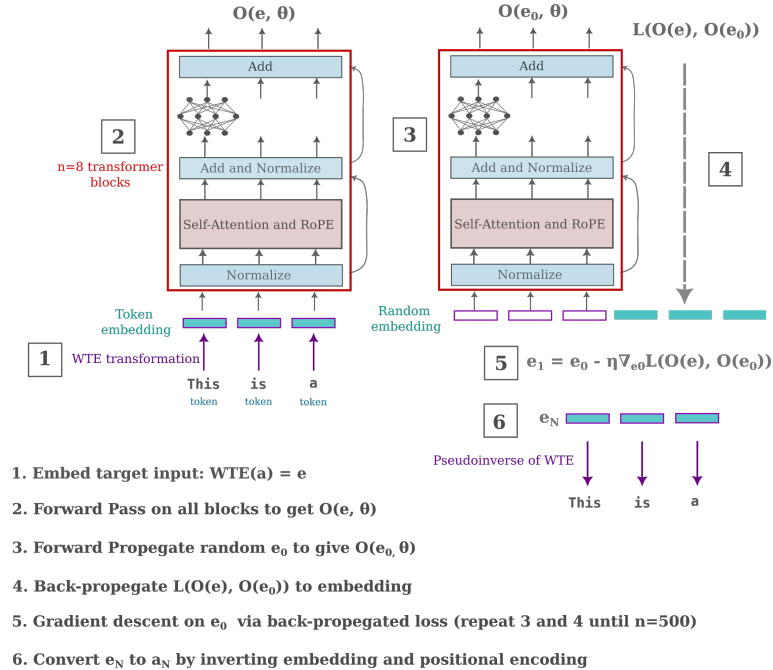 O(e, θ)
Add
2
n=8 transformer
blocks
Add and Normalize
Self-Attention and RoPE
Normalize
Token
embedding
1
WTE transformation
This is a
token token token
O(e₀, θ)
Add
3
Add and Normalize
Self-Attention and RoPE
Normalize
Random
embedding
L(O(e), O(e₀))
4
5
e₁ = e₀ - η∇ₑ₀L(O(e), O(e₀))
6
e_N
Pseudoinverse of WTE
This is a
1. Embed target input: WTE(a) = e
2. Forward Pass on all blocks to get O(e, θ)
3. Forward Propegate random e₀ to give O(e₀, θ)
4. Back-propegate L(O(e), O(e₀)) to embedding
5. Gradient descent on e₀ via back-propegated loss (repeat 3 and 4 until n=500)
6. Convert e_N to a_N by inverting embedding and positional encoding